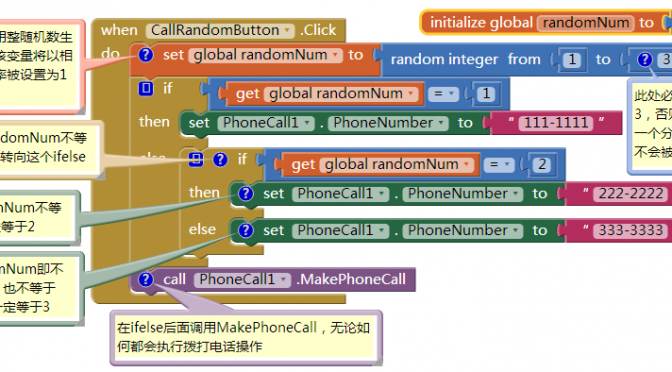 initialize global randomNum to
when CallRandomButton .Click
do
set global randomNum to random integer from 1 to 3
if get global randomNum = 1
then set PhoneCall1 . PhoneNumber to " 111-1111 "
else if get global randomNum = 2
then set PhoneCall1 . PhoneNumber to " 222-2222
else set PhoneCall1 . PhoneNumber to " 333-3333
call PhoneCall1 .MakePhoneCall
用整随机数生
该变量将以相
率被设置为1
domNum不等
转向这个ifelse
mNum不等
等于2
mNum即不
也不等于
一定等于3
此处必
3，否
一个分
不会被
在ifelse后面调用MakePhoneCall，无论如
何都会执行拨打电话操作